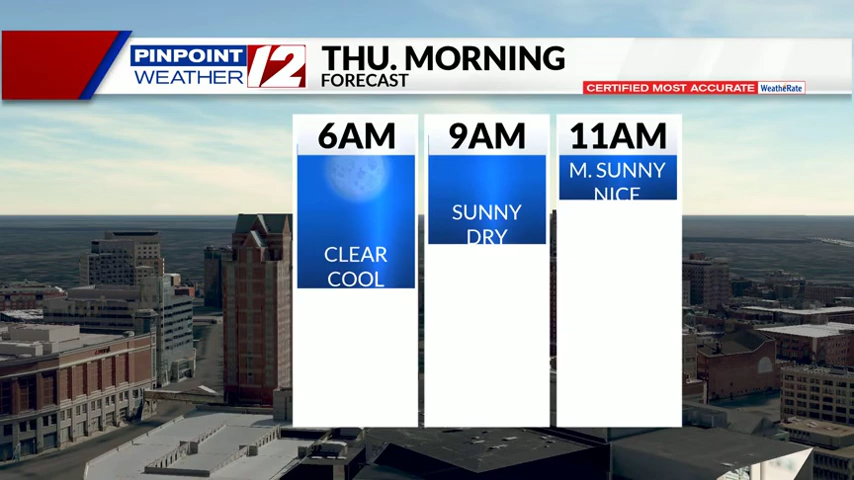 PINPOINT
WEATHER 12
THU. MORNING
FORECAST
CERTIFIED MOST ACCURATE WeatheRate
6AM
CLEAR
COOL
9AM
SUNNY
DRY
11AM
M. SUNNY
NICE